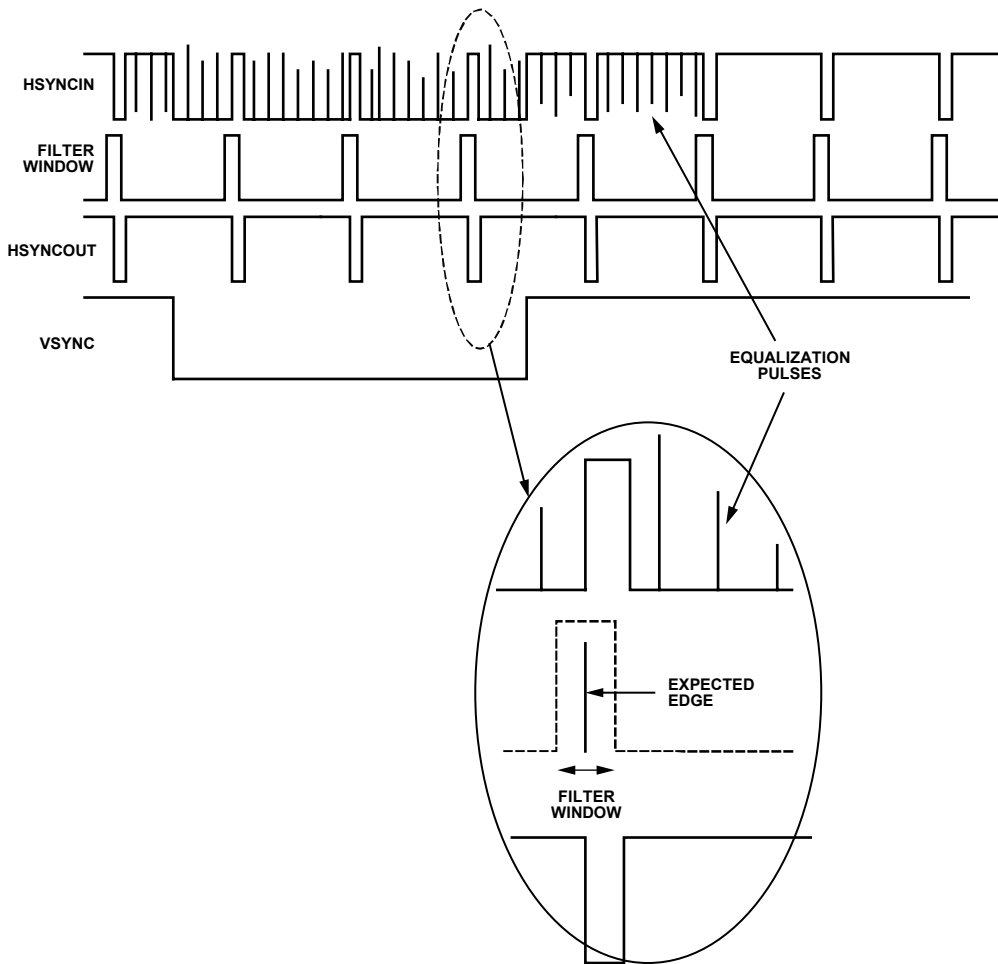 HSYNCIN
FILTER
WINDOW
HSYNCOUT
VSYNC
EQUALIZATION
PULSES
EXPECTED
EDGE
FILTER
WINDOW